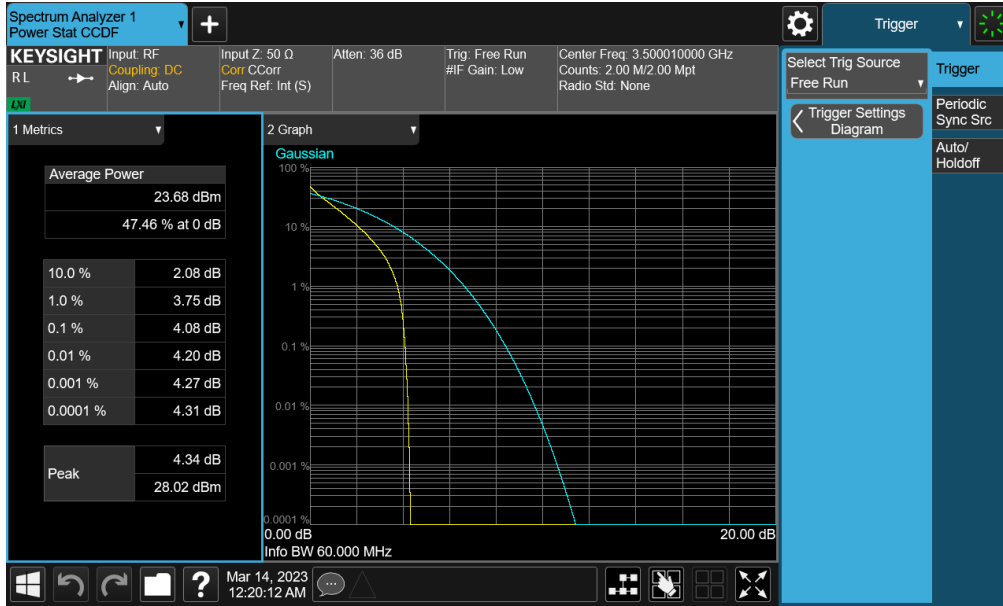 Spectrum Analyzer 1
Power Stat CCDF
Trigger
KEYSIGHT
R L
LXI
Input: RF
Coupling: DC
Align: Auto
Input Z: 50 Ω
Corr CCorr
Freq Ref: Int (S)
Atten: 36 dB
Trig: Free Run
#IF Gain: Low
Center Freq: 3.500010000 GHz
Counts: 2.00 M/2.00 Mpt
Radio Std: None
Select Trig Source
Free Run
Trigger Settings
Diagram
Trigger
Periodic
Sync Src
Auto/
Holdoff
1 Metrics
Average Power
23.68 dBm
47.46 % at 0 dB
10.0 % 2.08 dB
1.0 % 3.75 dB
0.1 % 4.08 dB
0.01 % 4.20 dB
0.001 % 4.27 dB
0.0001 % 4.31 dB
Peak
4.34 dB
28.02 dBm
2 Graph
Gaussian
100 %
10 %
1 %
0.1 %
0.01 %
0.001 %
0.0001 %
0.00 dB 20.00 dB
Info BW 60.000 MHz
?
Mar 14, 2023
12:20:12 AM